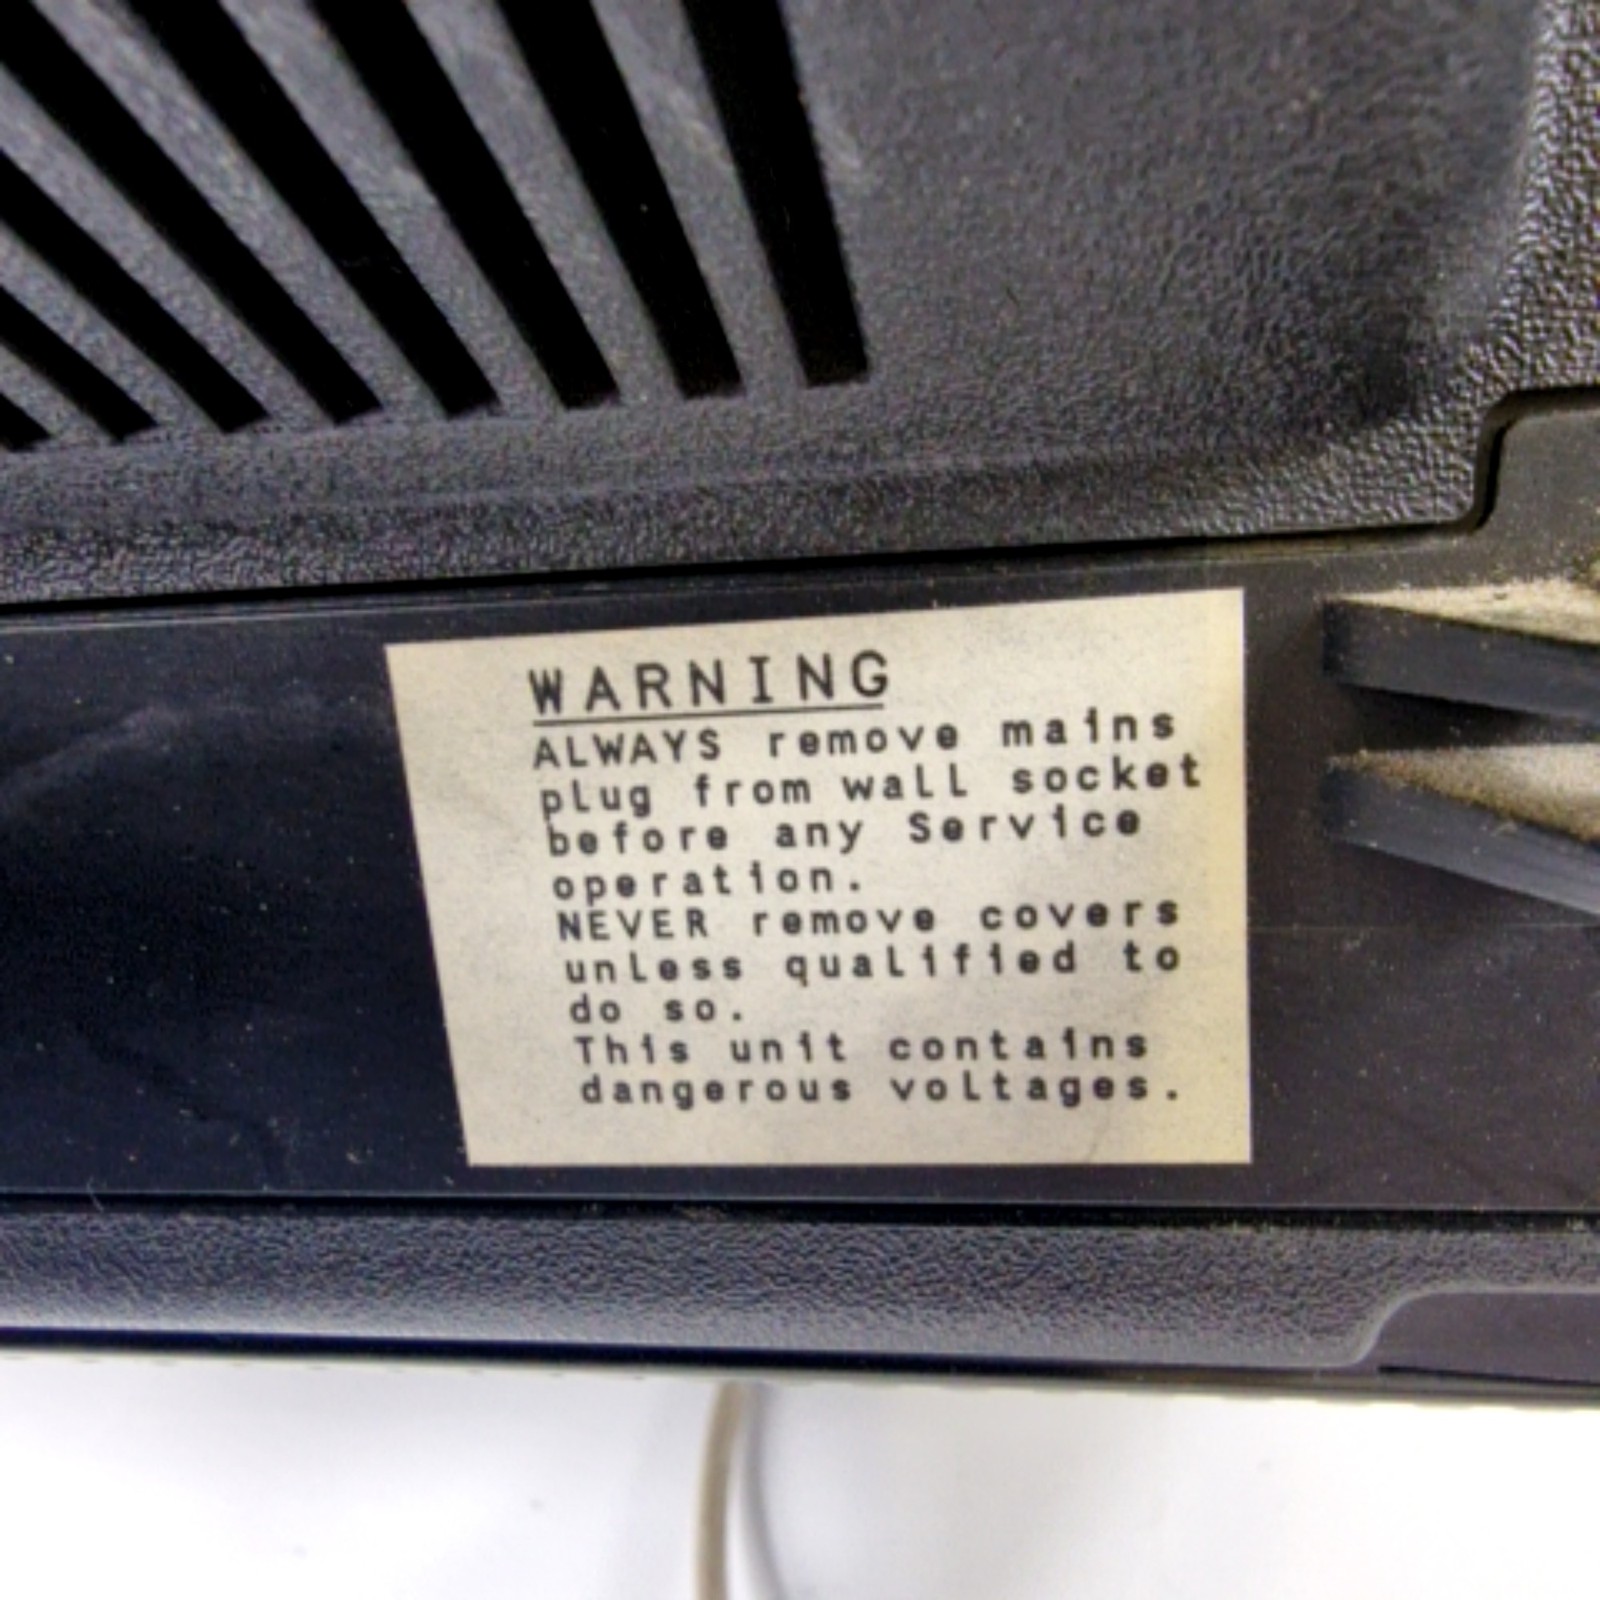 WARNING
ALWAYS remove mains
plug from wall socket
before any Service
operation.
NEVER remove covers
unless qualified to
do so.
This unit contains
dangerous voltages.